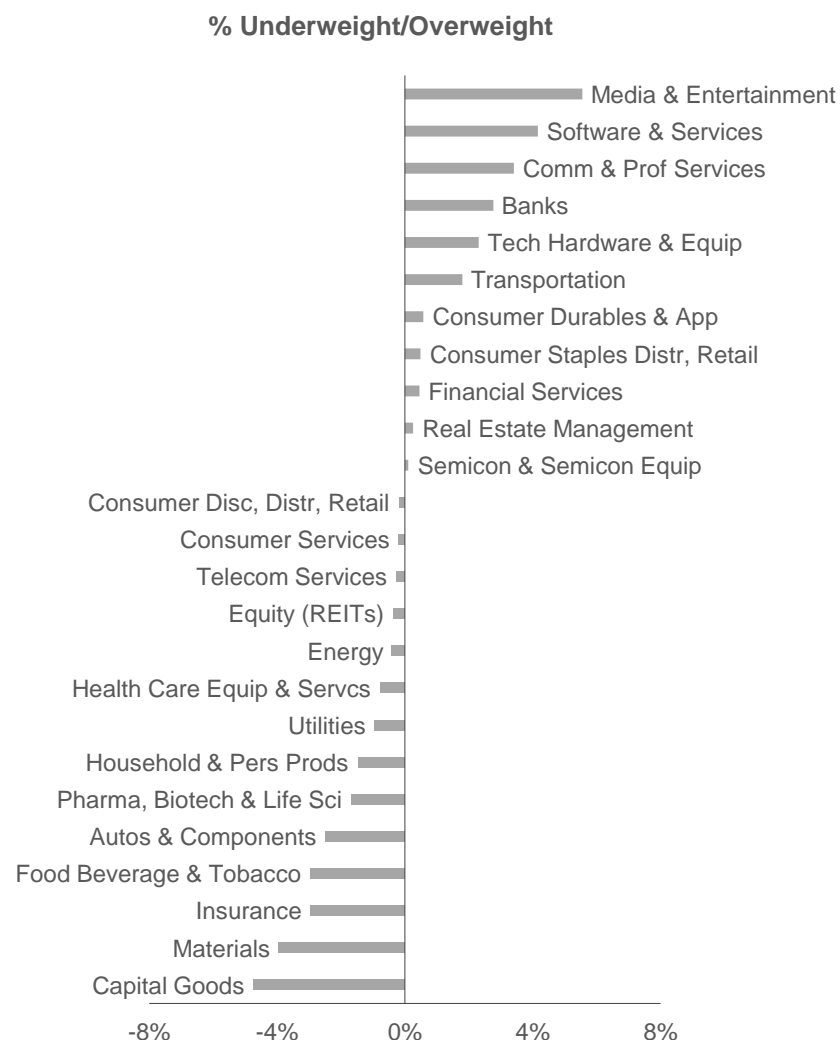 % Underweight/Overweight
Media & Entertainment
Software & Services
Comm & Prof Services
Banks
Tech Hardware & Equip
Transportation
Consumer Durables & App
Consumer Staples Distr, Retail
Financial Services
Real Estate Management
Semicon & Semicon Equip
Consumer Disc, Distr, Retail
Consumer Services
Telecom Services
Equity (REITs)
Energy
Health Care Equip & Servcs
Utilities
Household & Pers Prods
Pharma, Biotech & Life Sci
Autos & Components
Food Beverage & Tobacco
Insurance
Materials
Capital Goods
-8% -4% 0% 4% 8%